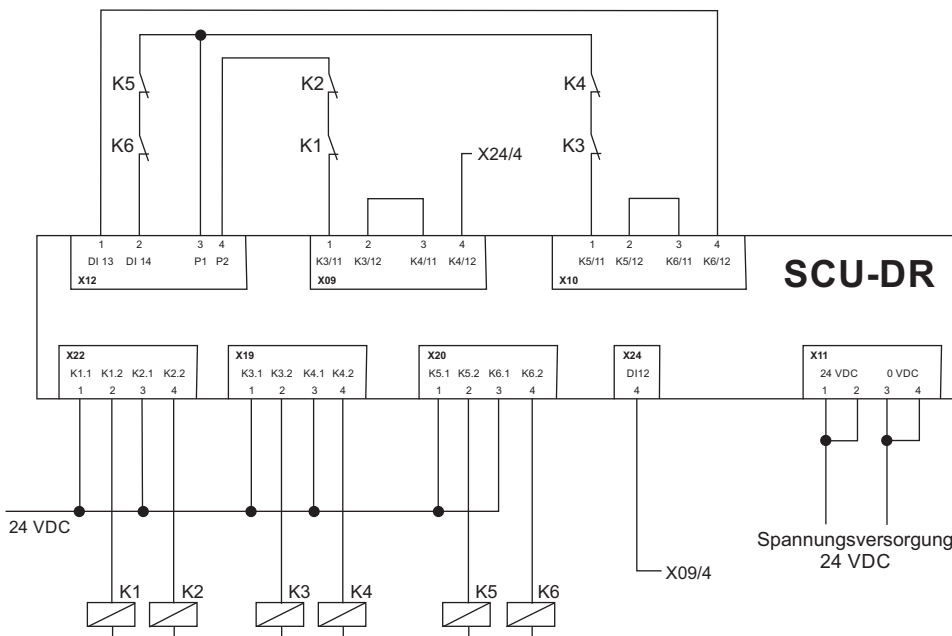 K5
K2
K4
K6
K1
K3
X24/4
1 2 3 4
DI 13 DI 14 P1 P2
X12
1 2 3 4
K3/11 K3/12 K4/11 K4/12
X09
1 2 3 4
K5/11 K5/12 K6/11 K6/12
X10
SCU-DR
X22
K1.1 K1.2 K2.1 K2.2
1 2 3 4
X19
K3.1 K3.2 K4.1 K4.2
1 2 3 4
X20
K5.1 K5.2 K6.1 K6.2
1 2 3 4
X24
DI12
4
X11
24 VDC 0 VDC
1 2 3 4
24 VDC
X09/4
Spannungsversorgung
24 VDC
K1 K2 K3 K4 K5 K6